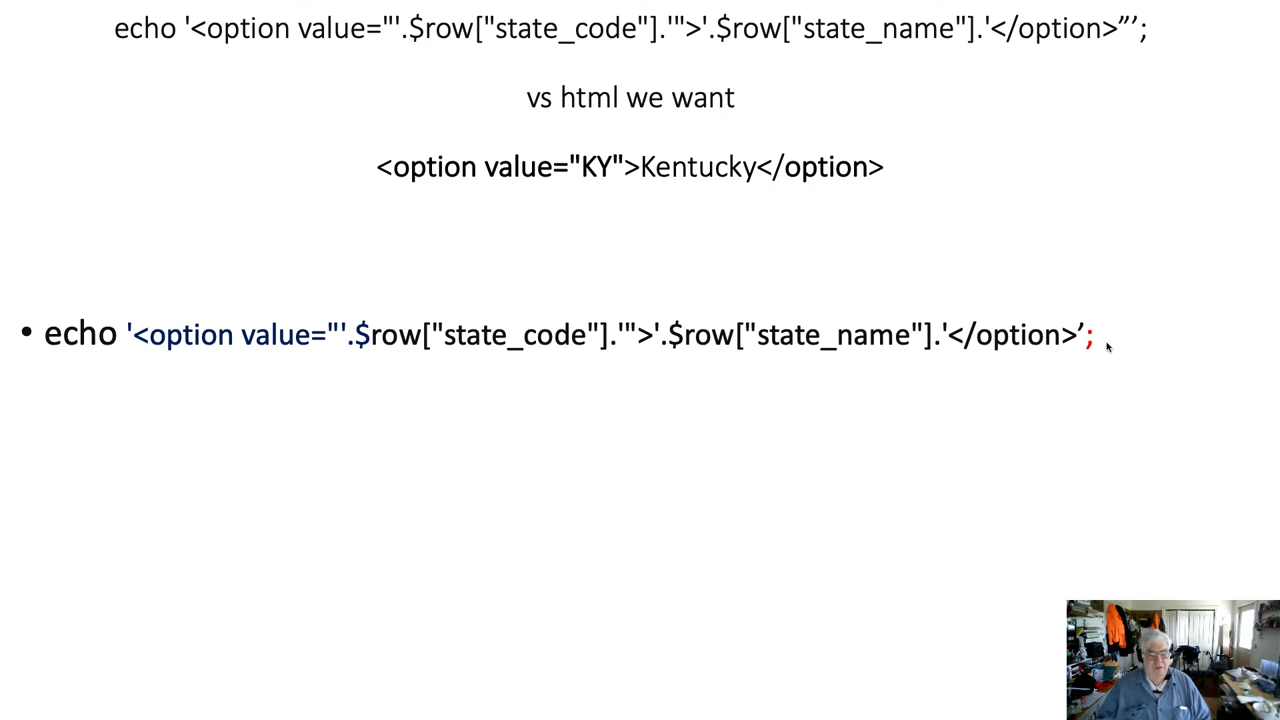 echo '<option value="'.$row["state_code"].'">'.$row["state_name"].'</option>”’;
vs html we want
<option value="KY">Kentucky</option>
• echo '<option value="'.$row["state_code"].'">'.$row["state_name"].'</option>’;